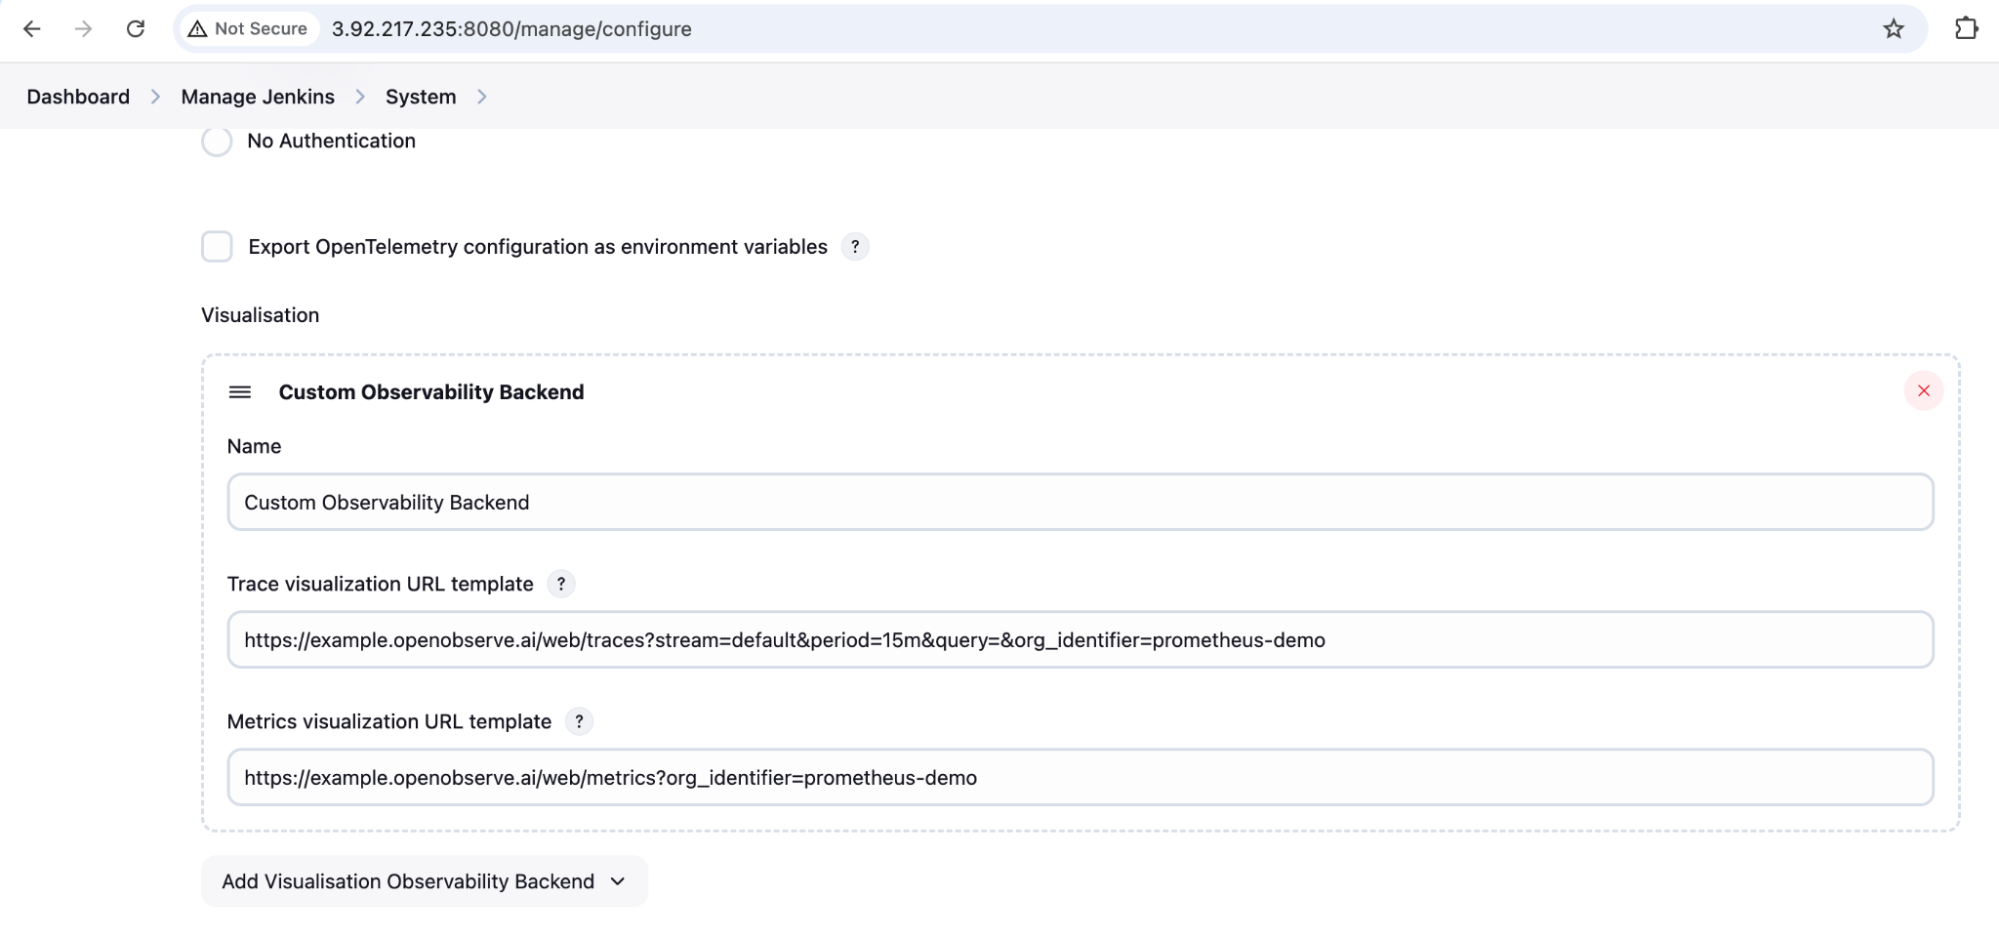 Not Secure 3.92.217.235:8080/manage/configure
Dashboard Manage Jenkins System
No Authentication
Export OpenTelemetry configuration as environment variables ?
Visualisation
Custom Observability Backend
Name
Custom Observability Backend
Trace visualization URL template ?
https://example.openobserve.ai/web/traces?stream=default&period=15m&query=&org_identifier=prometheus-demo
Metrics visualization URL template ?
https://example.openobserve.ai/web/metrics?org_identifier=prometheus-demo
Add Visualisation Observability Backend